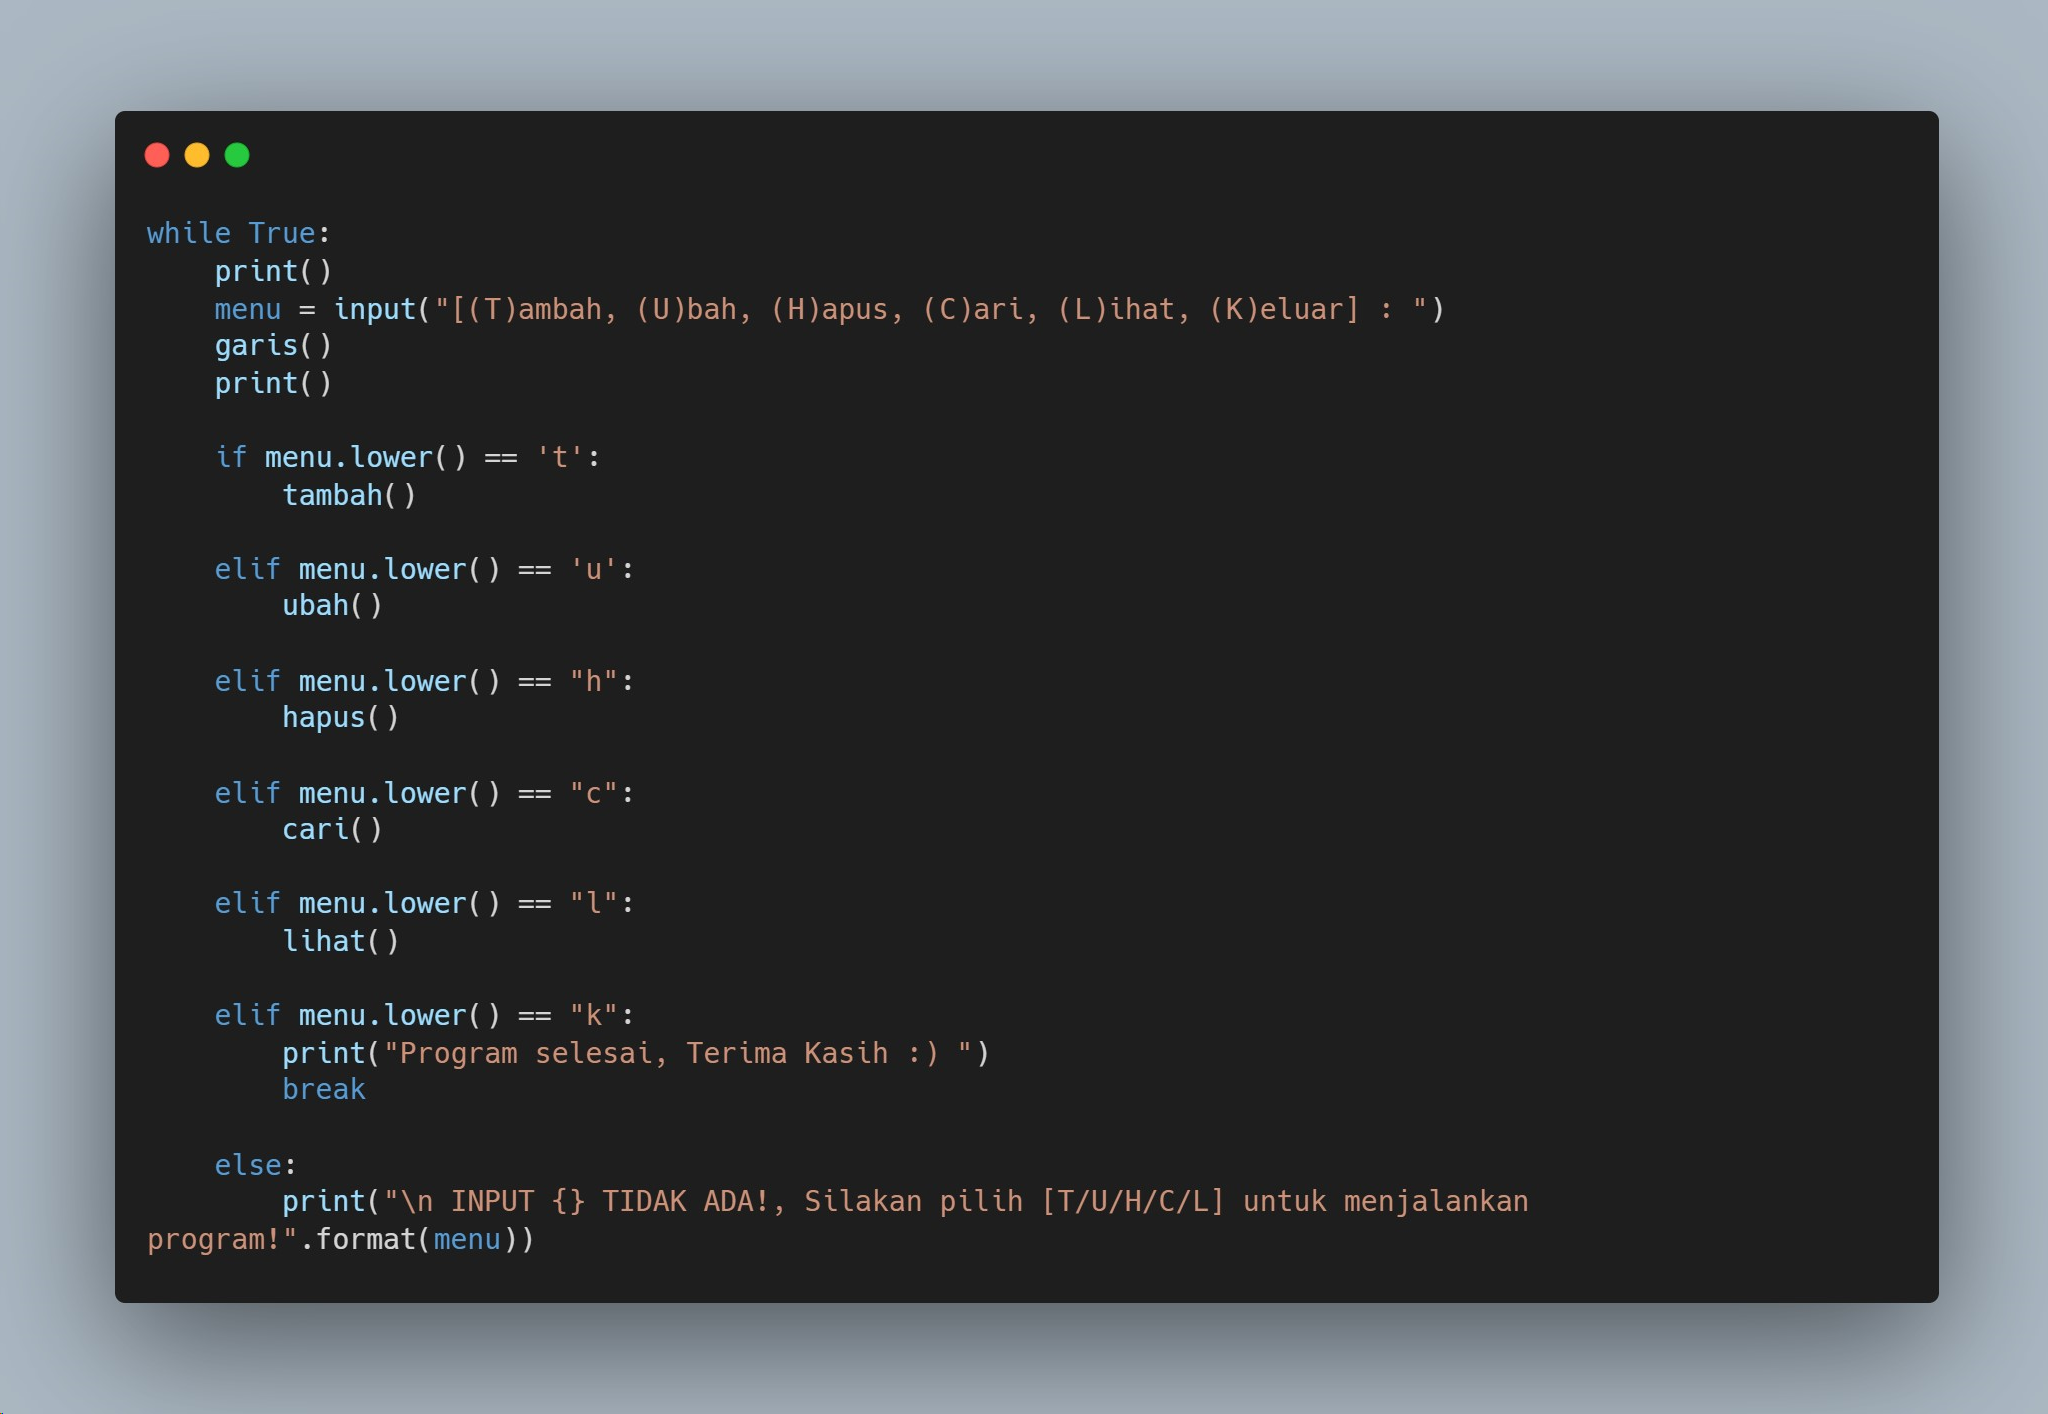 while True:
    print()
    menu = input("[(T)ambah, (U)bah, (H)apus, (C)ari, (L)ihat, (K)eluar] : ")
    garis()
    print()

    if menu.lower() == 't':
        tambah()

    elif menu.lower() == 'u':
        ubah()

    elif menu.lower() == "h":
        hapus()

    elif menu.lower() == "c":
        cari()

    elif menu.lower() == "l":
        lihat()

    elif menu.lower() == "k":
        print("Program selesai, Terima Kasih :) ")
        break

    else:
        print("\n INPUT {} TIDAK ADA!, Silakan pilih [T/U/H/C/L] untuk menjalankan
program!".format(menu))